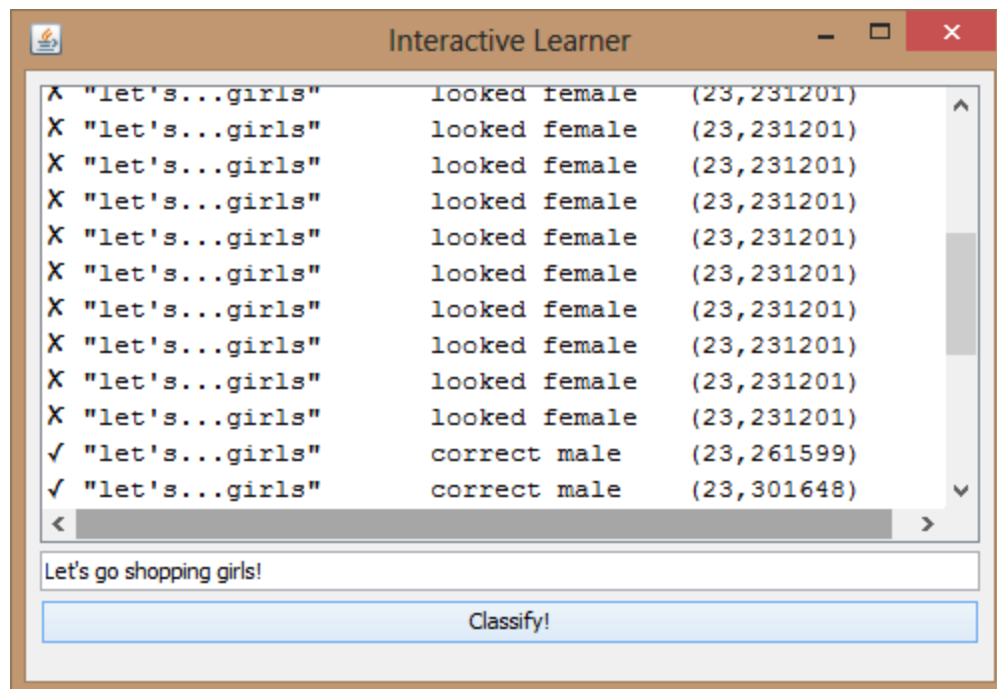 Interactive Learner
X "let's...girls" looked female (23,231201)
X "let's...girls" looked female (23,231201)
X "let's...girls" looked female (23,231201)
X "let's...girls" looked female (23,231201)
X "let's...girls" looked female (23,231201)
X "let's...girls" looked female (23,231201)
X "let's...girls" looked female (23,231201)
X "let's...girls" looked female (23,231201)
X "let's...girls" looked female (23,231201)
X "let's...girls" looked female (23,231201)
✓ "let's...girls" correct male (23,261599)
✓ "let's...girls" correct male (23,301648)
Let's go shopping girls!
Classify!